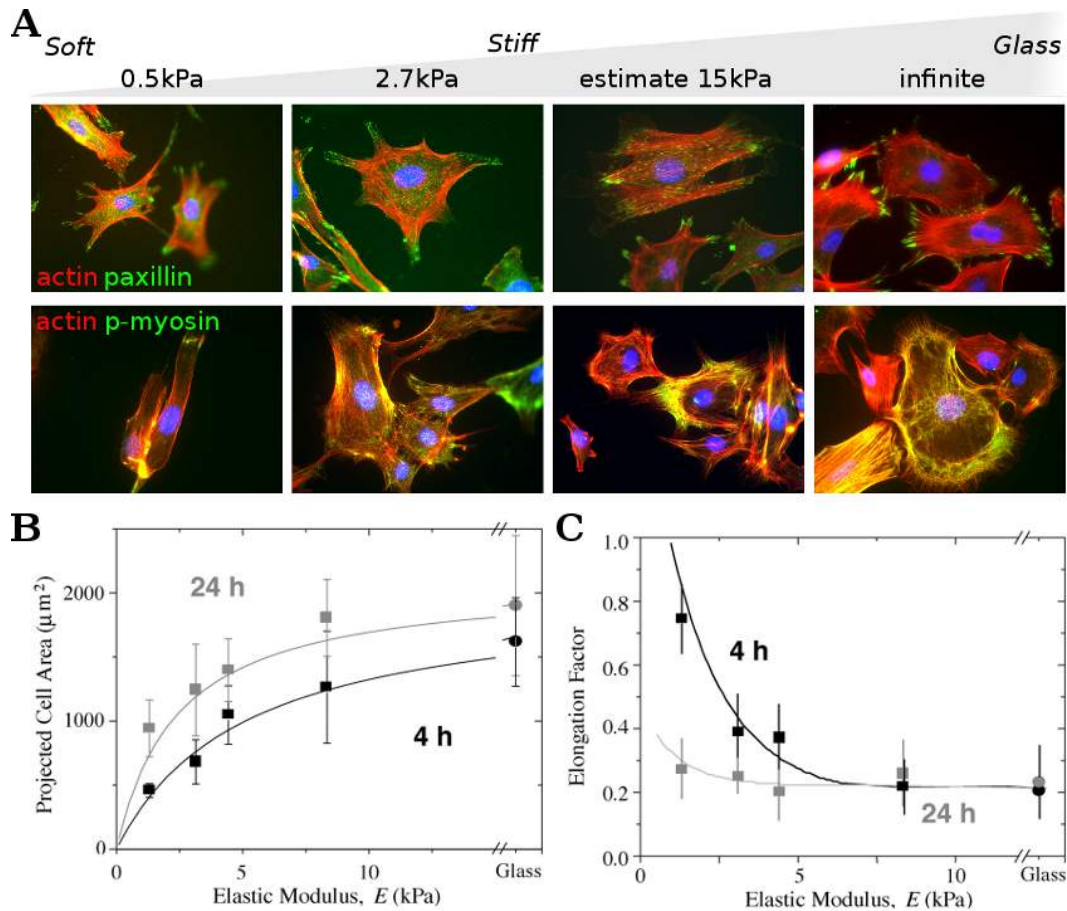 A
Soft Stiff Glass
0.5kPa 2.7kPa estimate 15kPa infinite
actin paxillin
actin p-myosin
B
Projected Cell Area (μm²)
2000
1000
0
24 h
4 h
0 5 10 Glass
Elastic Modulus, E (kPa)
C
Elongation Factor
1.0
0.8
0.6
0.4
0.2
0.0
4 h
24 h
0 5 10 Glass
Elastic Modulus, E (kPa)